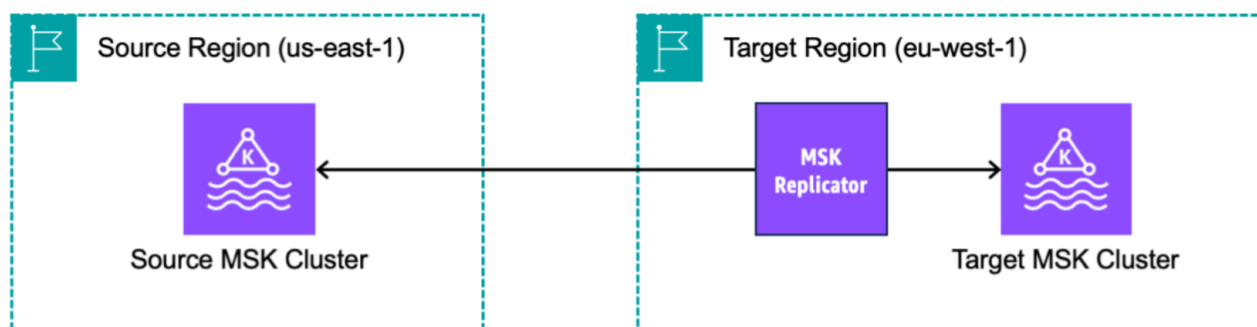 Source Region (us-east-1)
Target Region (eu-west-1)
K
MSK
Replicator
K
Source MSK Cluster
Target MSK Cluster